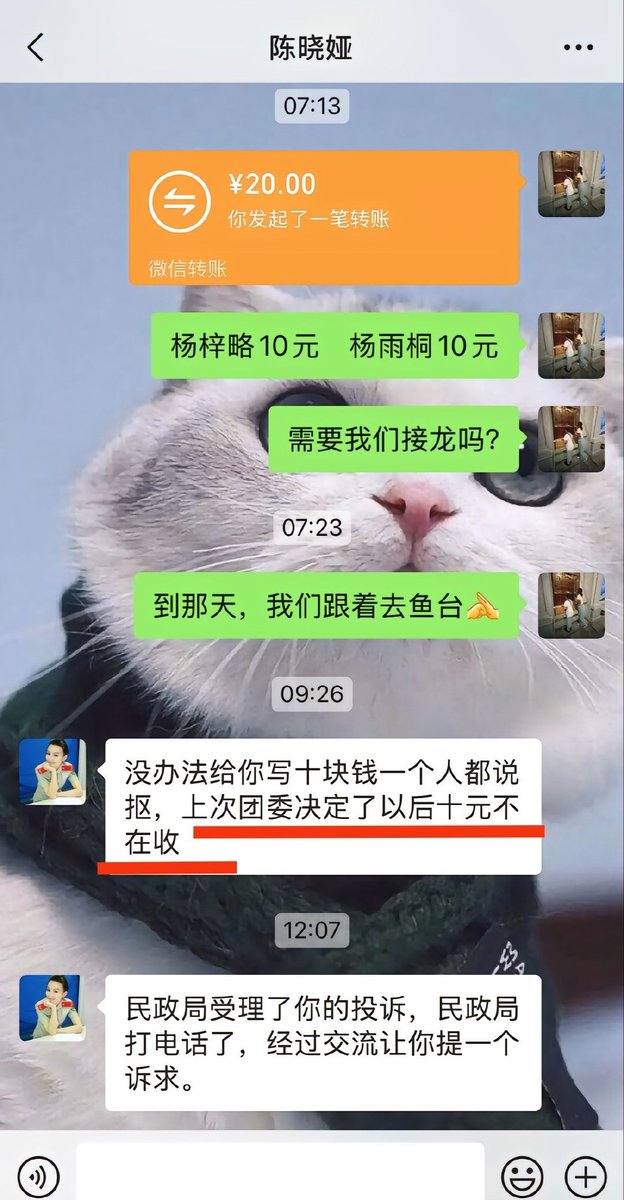 陈晓娅
07:13
¥20.00
你发起了一笔转账
微信转账
杨梓略10元 杨雨桐10元
需要我们接龙吗?
07:23
到那天，我们跟着去鱼台
09:26
没办法给你写十块钱一个人都说
抠，上次团委决定了以后十元不
在收
12:07
民政局受理了你的投诉，民政局
打电话了，经过交流让你提一个
诉求。